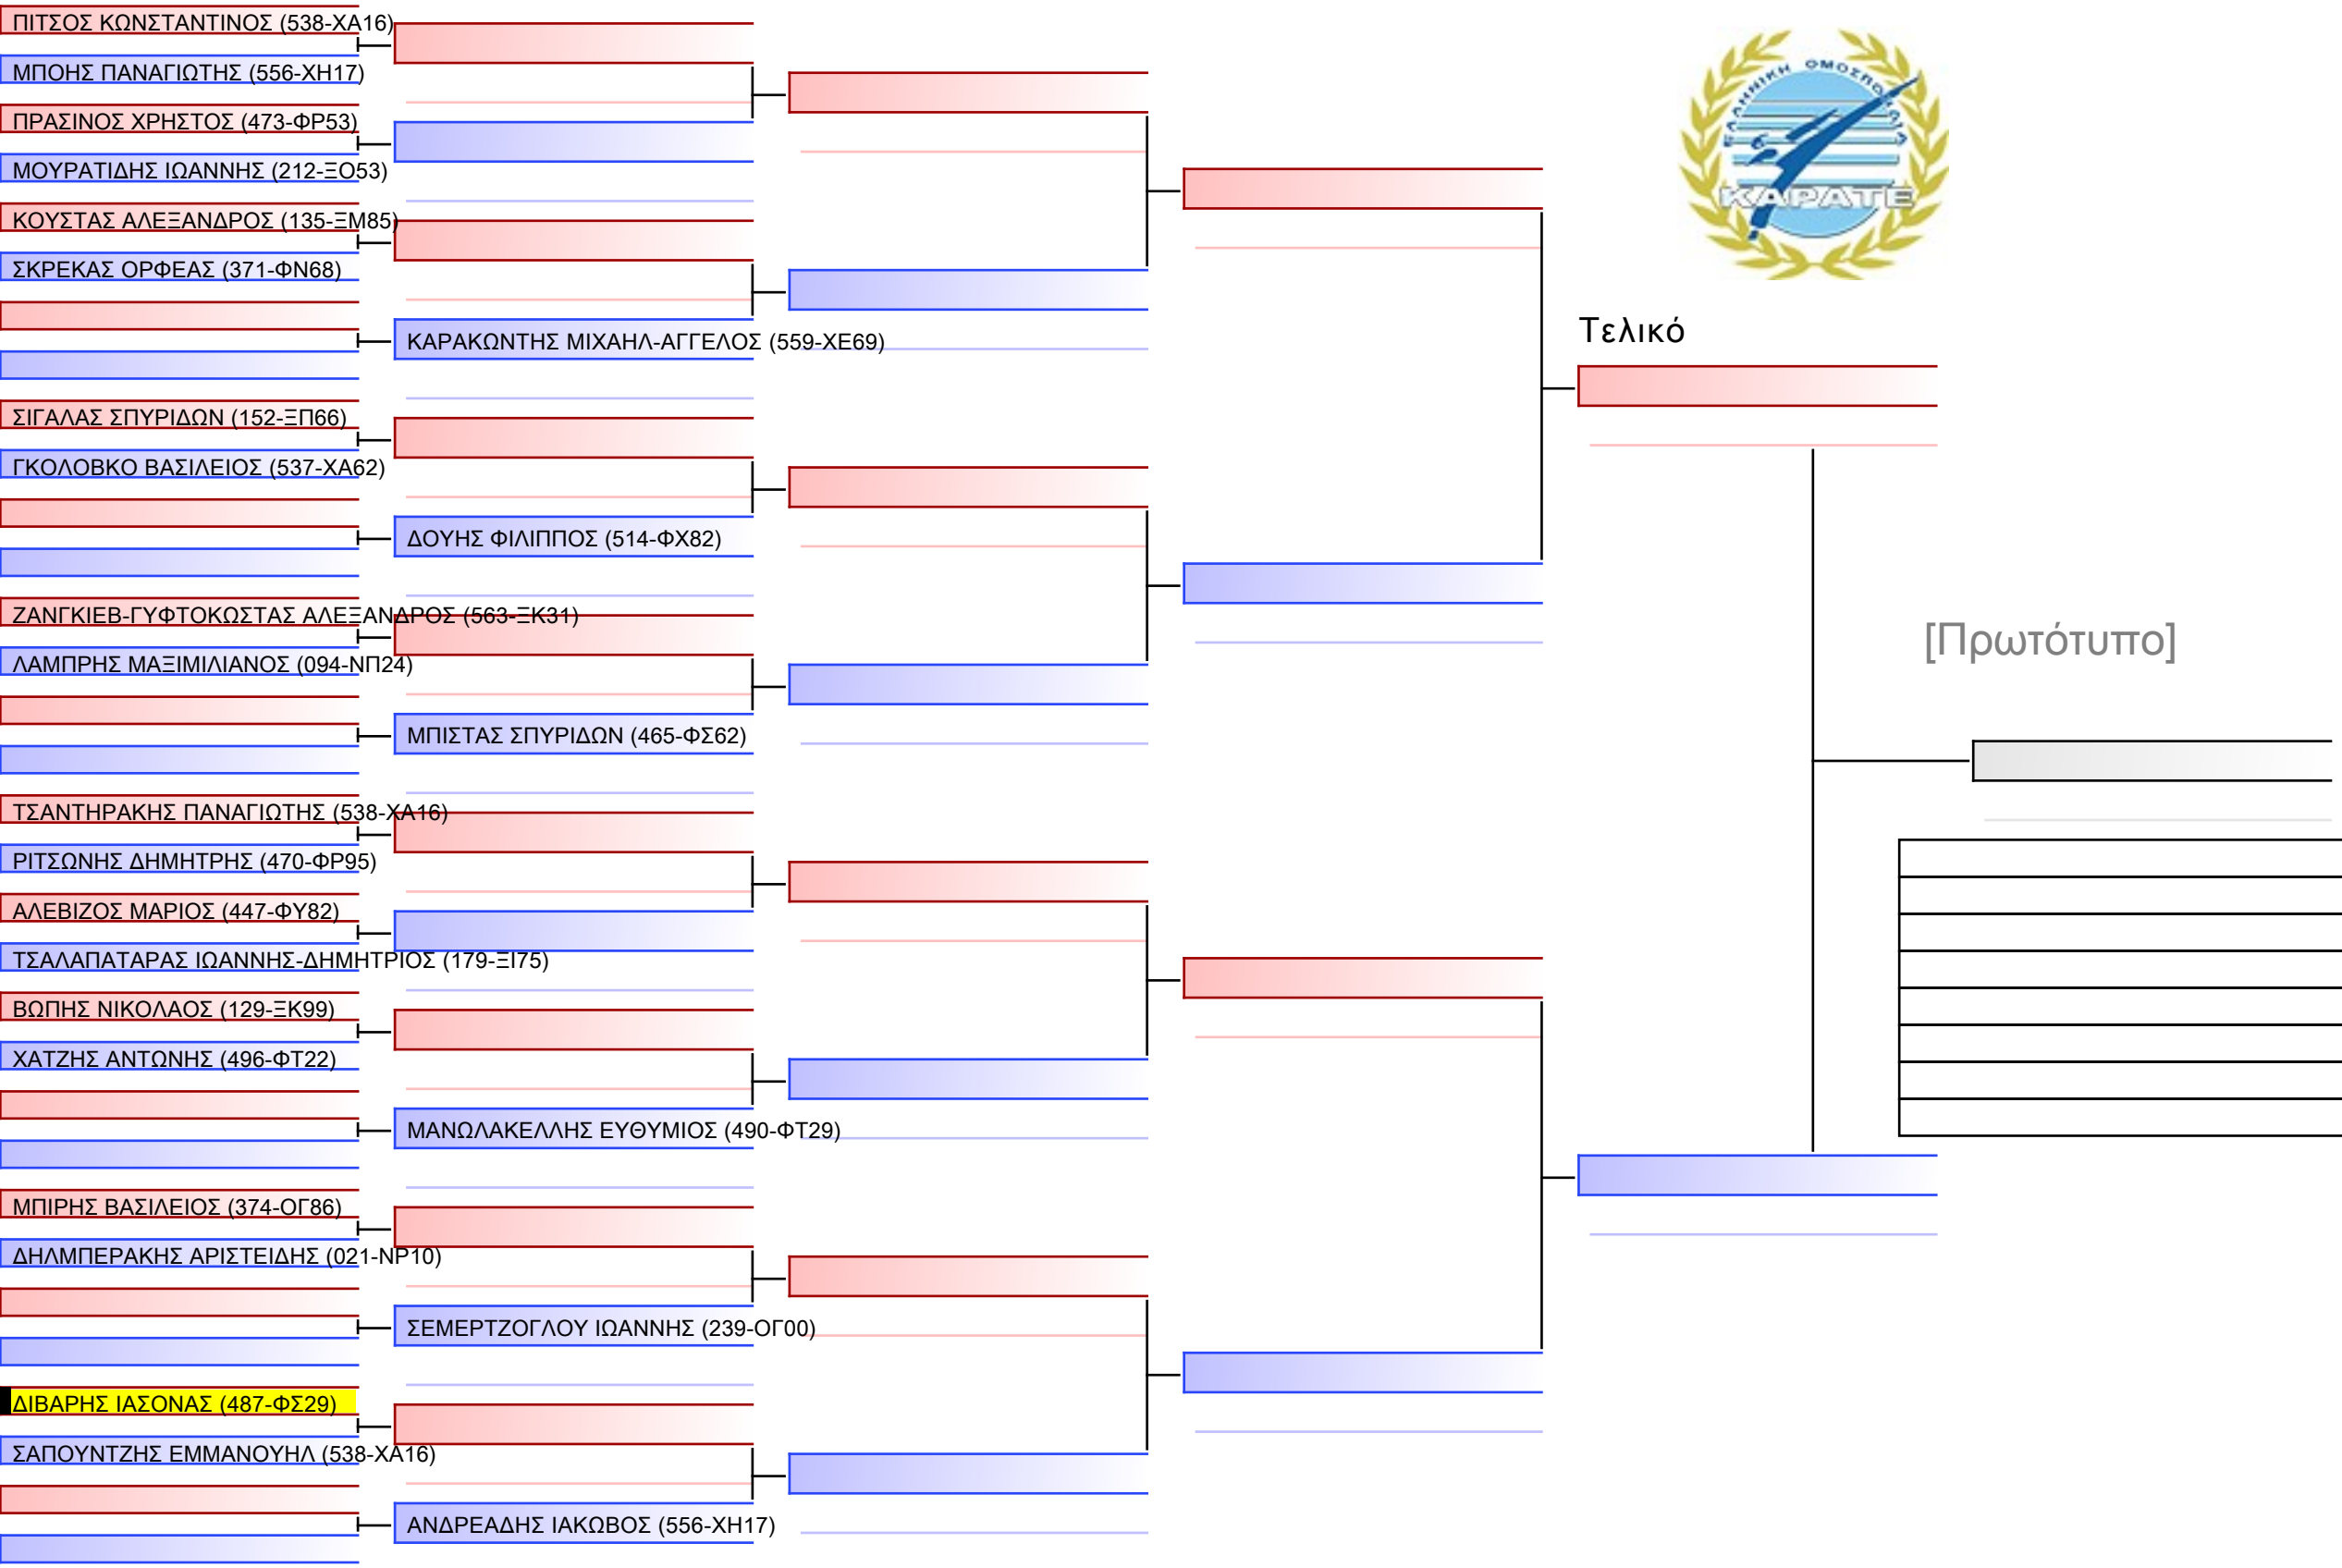 ΠΙΤΣΟΣ ΚΩΝΣΤΑΝΤΙΝΟΣ (538-ΧΑ16)
ΜΠΟΗΣ ΠΑΝΑΓΙΩΤΗΣ (556-ΧΗ17)
ΠΡΑΣΙΝΟΣ ΧΡΗΣΤΟΣ (473-ΦΡ53)
ΜΟΥΡΑΤΙΔΗΣ ΙΩΑΝΝΗΣ (212-ΞΟ53)
ΚΟΥΣΤΑΣ ΑΛΕΞΑΝΔΡΟΣ (135-ΞΜ85)
ΣΚΡΕΚΑΣ ΟΡΦΕΑΣ (371-ΦΝ68)
ΚΑΡΑΚΩΝΤΗΣ ΜΙΧΑΗΛ-ΑΓΓΕΛΟΣ (559-ΧΕ69)
ΣΙΓΑΛΑΣ ΣΠΥΡΙΔΩΝ (152-ΞΠ66)
ΓΚΟΛΟΒΚΟ ΒΑΣΙΛΕΙΟΣ (537-ΧΑ62)
ΔΟΥΗΣ ΦΙΛΙΠΠΟΣ (514-ΦΧ82)
ΖΑΝΓΚΙΕΒ-ΓΥΦΤΟΚΩΣΤΑΣ ΑΛΕΞΑΝΔΡΟΣ (563-ΞΚ31)
ΛΑΜΠΡΗΣ ΜΑΞΙΜΙΛΙΑΝΟΣ (094-ΝΠ24)
ΜΠΙΣΤΑΣ ΣΠΥΡΙΔΩΝ (465-ΦΣ62)
ΤΣΑΝΤΗΡΑΚΗΣ ΠΑΝΑΓΙΩΤΗΣ (538-ΧΑ16)
ΡΙΤΣΩΝΗΣ ΔΗΜΗΤΡΗΣ (470-ΦΡ95)
ΑΛΕΒΙΖΟΣ ΜΑΡΙΟΣ (447-ΦΥ82)
ΤΣΑΛΑΠΑΤΑΡΑΣ ΙΩΑΝΝΗΣ-ΔΗΜΗΤΡΙΟΣ (179-ΞΙ75)
ΒΩΠΗΣ ΝΙΚΟΛΑΟΣ (129-ΞΚ99)
ΧΑΤΖΗΣ ΑΝΤΩΝΗΣ (496-ΦΤ22)
ΜΑΝΩΛΑΚΕΛΛΗΣ ΕΥΘΥΜΙΟΣ (490-ΦΤ29)
ΜΠΙΡΗΣ ΒΑΣΙΛΕΙΟΣ (374-ΟΓ86)
ΔΗΛΜΠΕΡΑΚΗΣ ΑΡΙΣΤΕΙΔΗΣ (021-ΝΡ10)
ΣΕΜΕΡΤΖΟΓΛΟΥ ΙΩΑΝΝΗΣ (239-ΟΓ00)
ΔΙΒΑΡΗΣ ΙΑΣΟΝΑΣ (487-ΦΣ29)
ΣΑΠΟΥΝΤΖΗΣ ΕΜΜΑΝΟΥΗΛ (538-ΧΑ16)
ΑΝΔΡΕΑΔΗΣ ΙΑΚΩΒΟΣ (556-ΧΗ17)
ΕΛΛΗΝΙΚΗ ΟΜΟΣΠΟΝΔΙΑ
ΚΑΡΑΤΕ
Τελικό
[Πρωτότυπο]